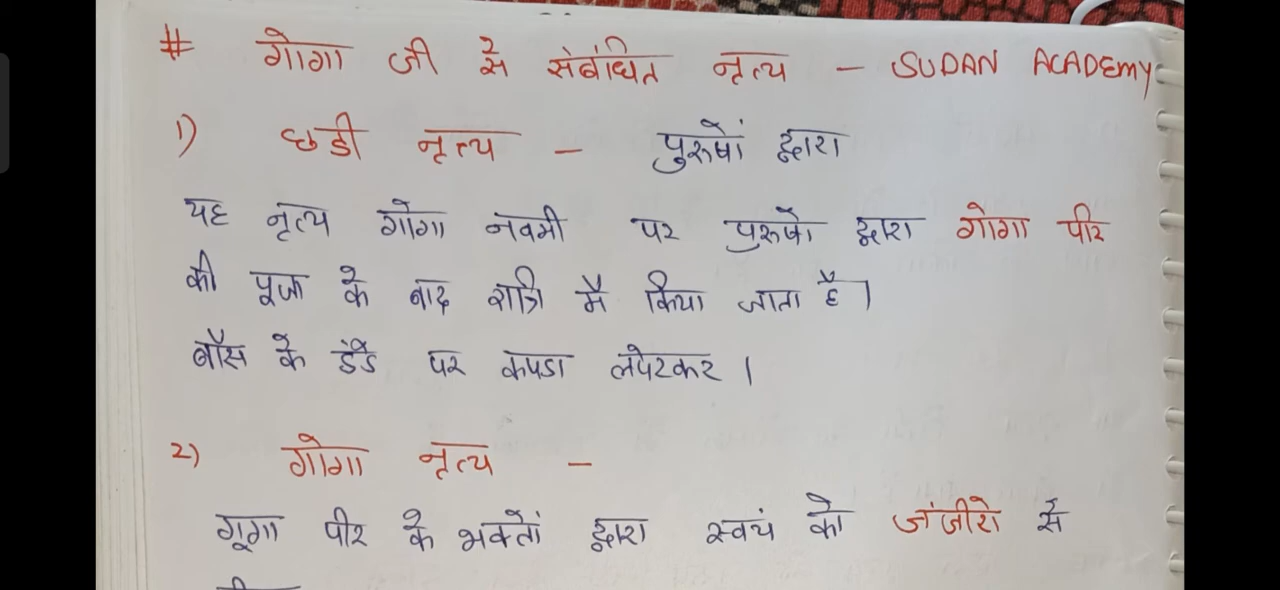 # गोगा जी से संबंधित नृत्य – SUDAN ACADEMY
1) छडी नृत्य – पुरुषों द्वारा
यह नृत्य गोगा नवमी पर पुरुषो द्वारा गोगा पीर
की पूजा के बाद रात्रि मै किया जाता है।
बाँस के डंडे पर कपडा लपेटकर।
2) गोगा नृत्य –
गूगा पीर के भक्तों द्वारा स्वयं को जंजीरो से